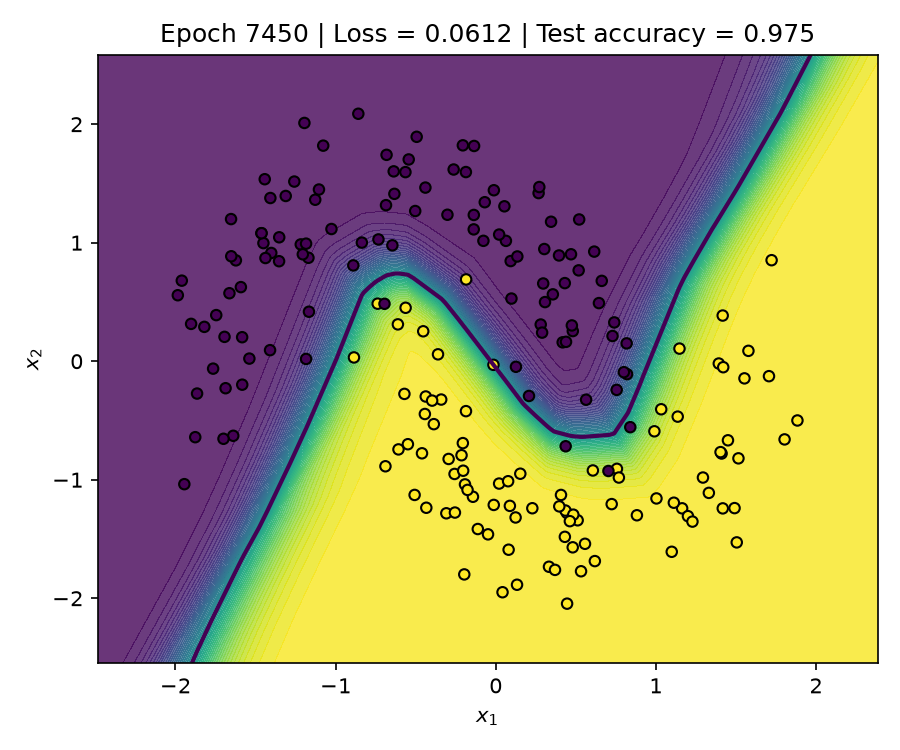 Epoch 7450 | Loss = 0.0612 | Test accuracy = 0.975
2
1
0
−1
−2
x₂
−2 −1 0 1 2
x₁